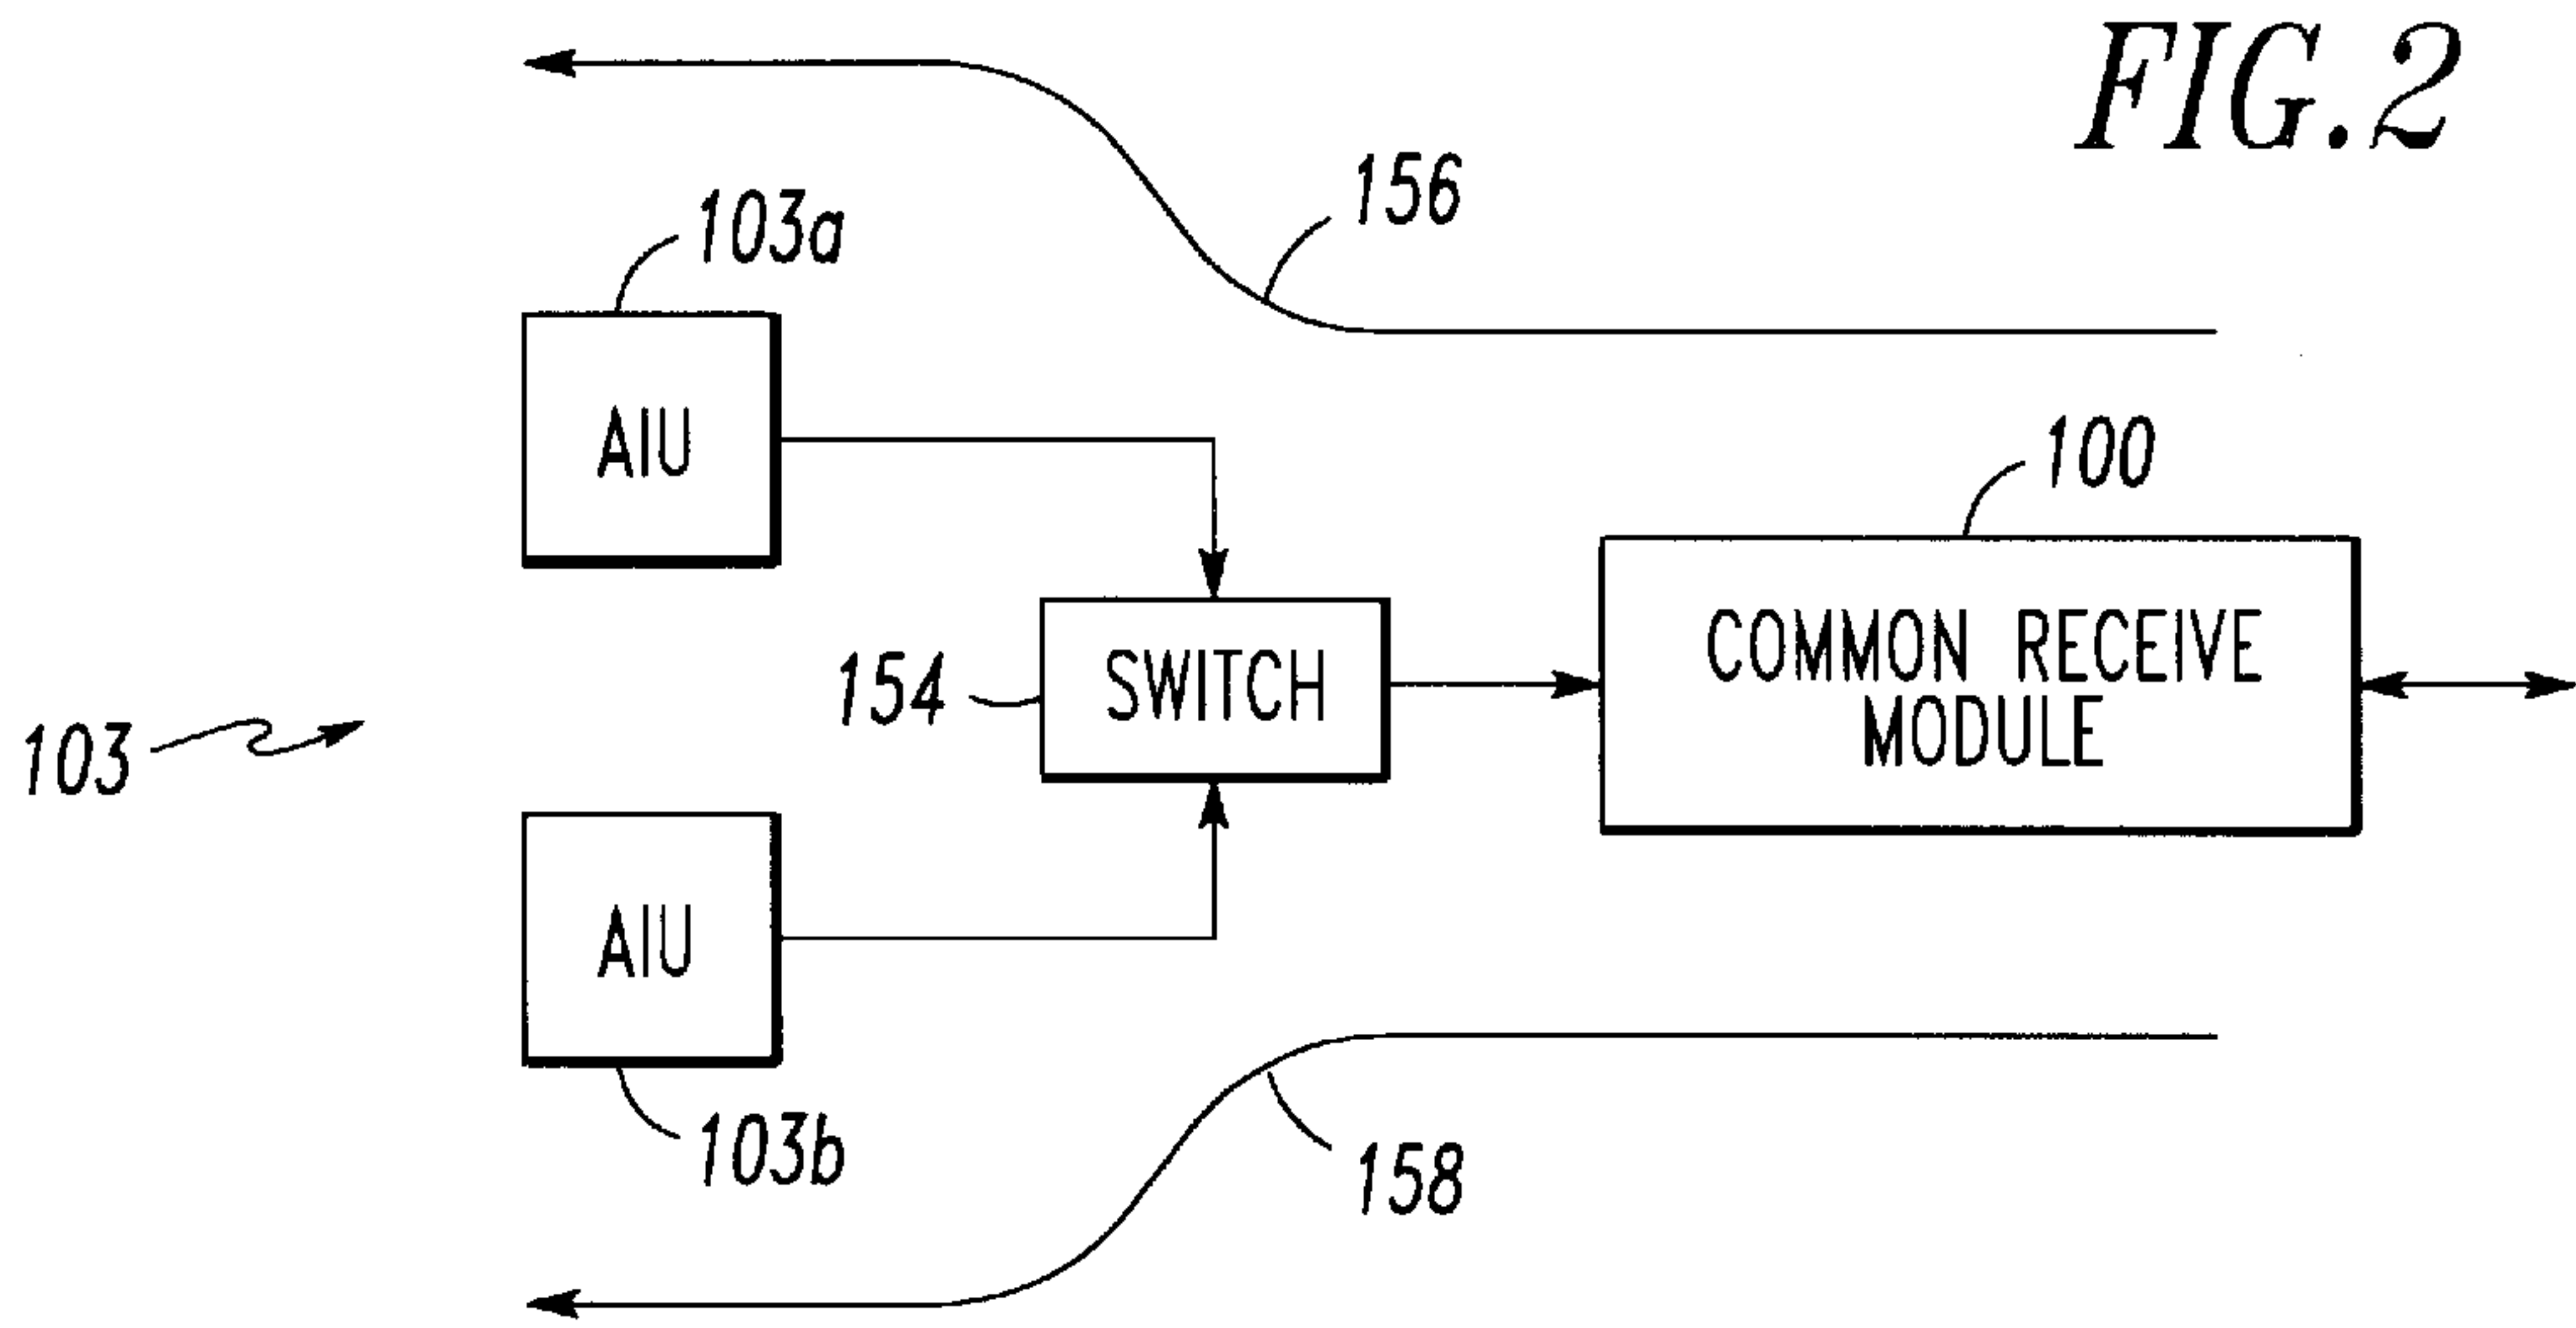 FIG.2
156
103a
AIU
100
COMMON RECEIVE
MODULE
SWITCH
154
103
AIU
103b
158